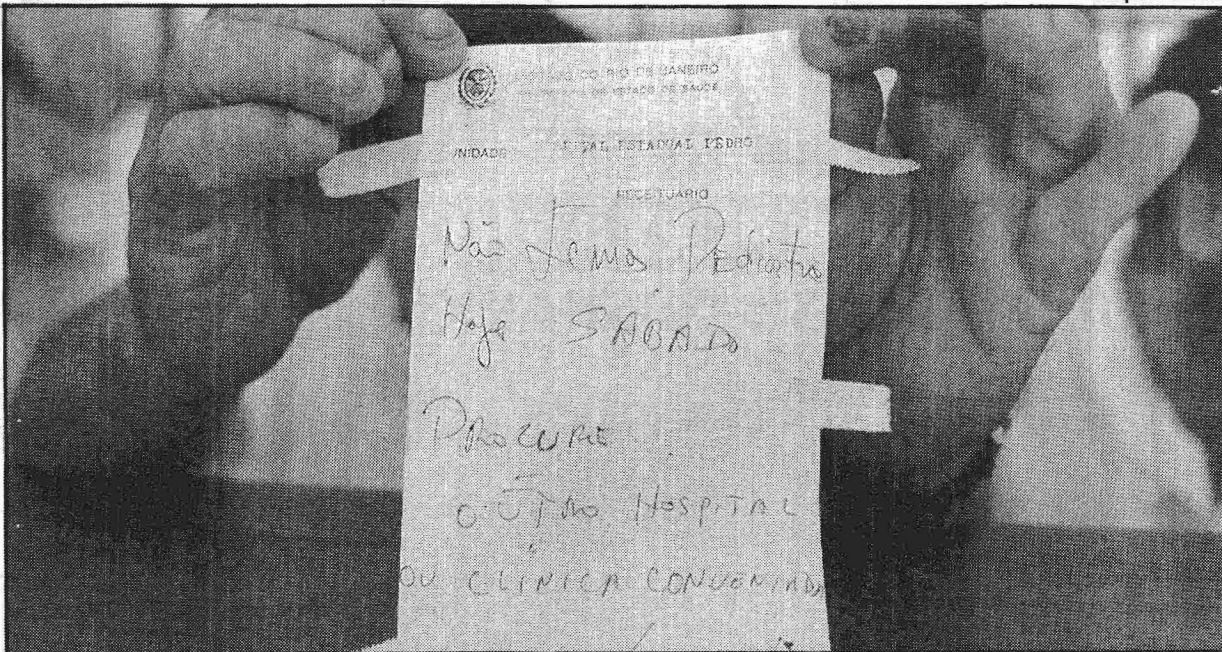 DO RIO DE JANEIRO
DE ESTADO DE SAÚDE
UNIDADE ESTADUAL PEDRO
RECEITUÁRIO
Não Temos Pediatra
Hoje SABADO
PROCURE
OUTRO HOSPITAL
OU CLINICA CONVENIADA